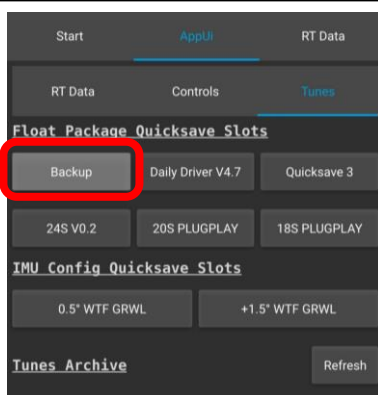 Start AppUi RT Data
RT Data Controls Tunes
Float Package Quicksave Slots
Backup Daily Driver V4.7 Quicksave 3
24S V0.2 20S PLUGPLAY 18S PLUGPLAY
IMU Config Quicksave Slots
0.5° WTF GRWL +1.5° WTF GRWL
Tunes Archive Refresh